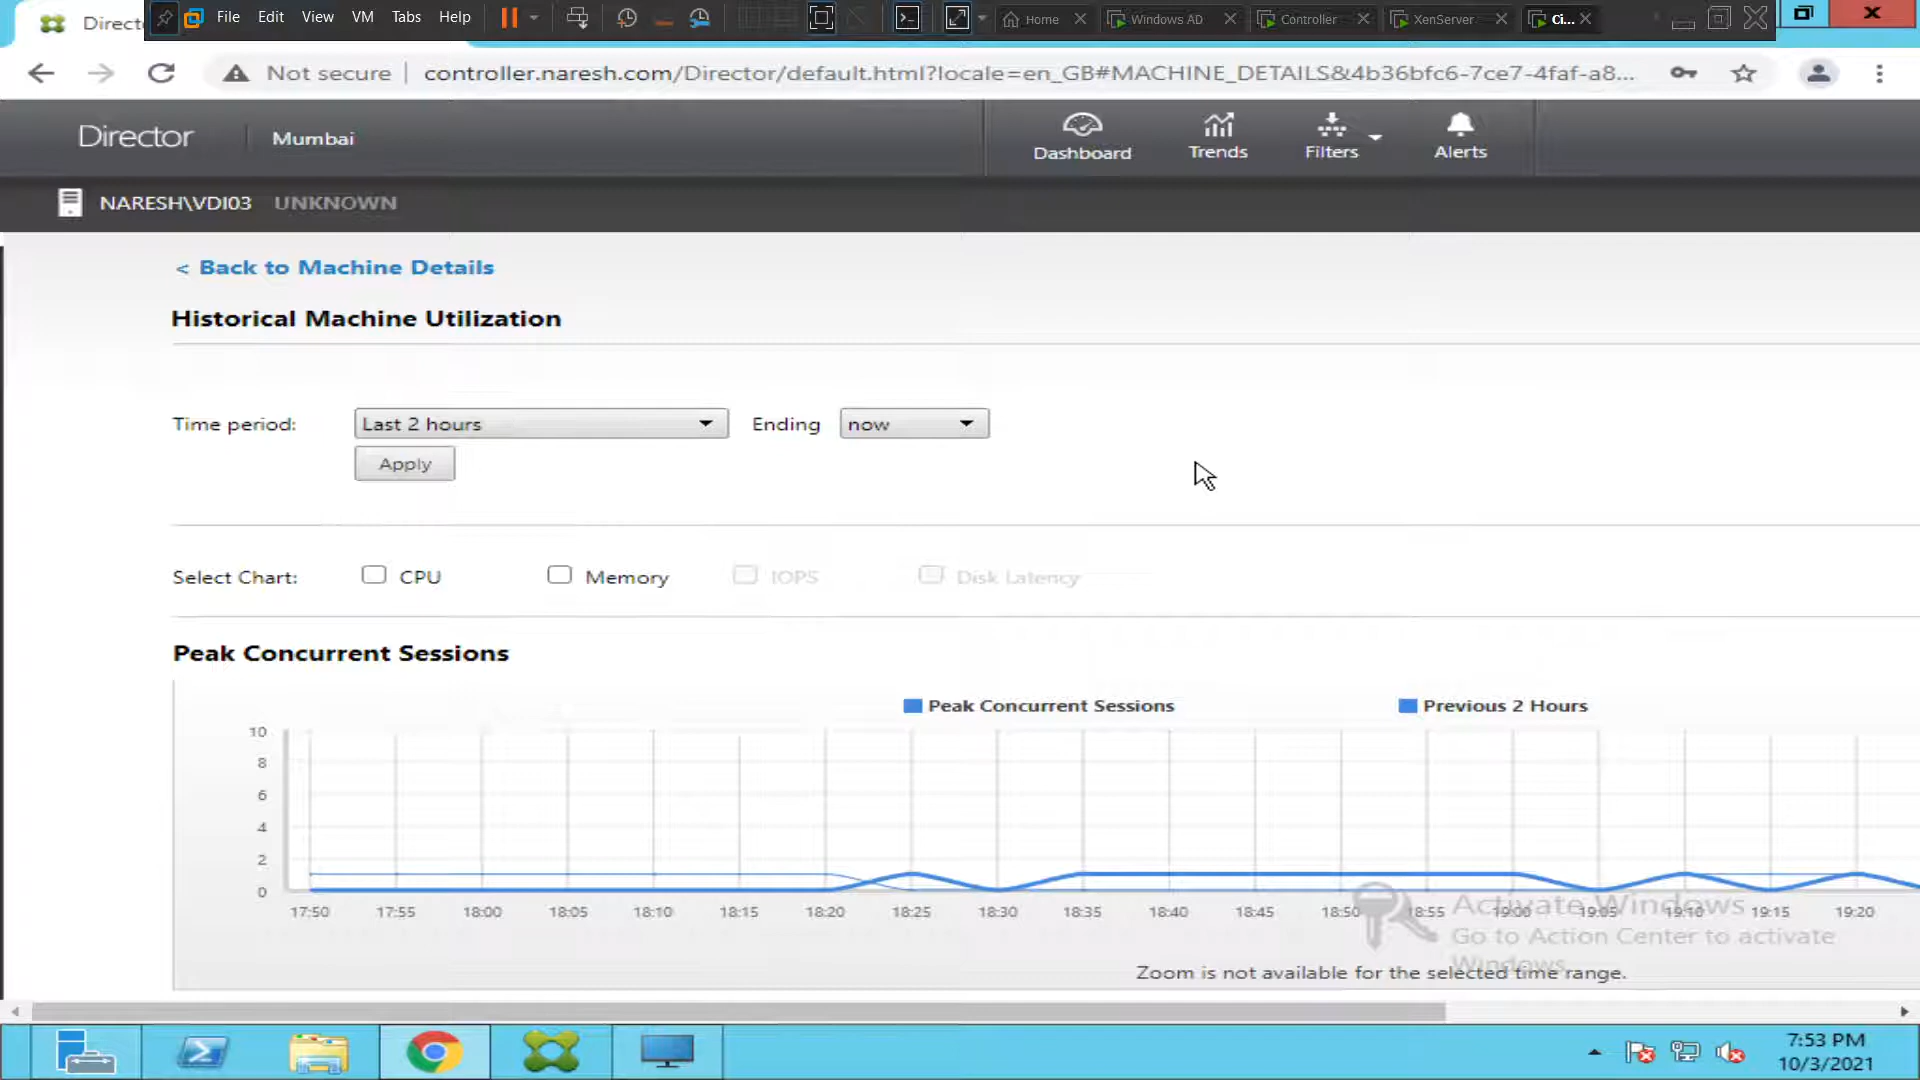 Directo
File Edit View VM Tabs Help
Home
Windows AD
Controller
XenServer
Ci...
Not secure controller.naresh.com/Director/default.html?locale=en_GB#MACHINE_DETAILS&4b36bfc6-7ce7-4faf-a8...
Director Mumbai
Dashboard Trends Filters Alerts
NARESH\VDI03 UNKNOWN
< Back to Machine Details
Historical Machine Utilization
Time period: Last 2 hours Ending now
Apply
Select Chart: CPU Memory IOPS Disk Latency
Peak Concurrent Sessions
Peak Concurrent Sessions Previous 2 Hours
10
8
6
4
2
0
17:50 17:55 18:00 18:05 18:10 18:15 18:20 18:25 18:30 18:35 18:40 18:45 18:50 18:55 19:00 19:05 19:10 19:15 19:20
Activate Windows
Go to Action Center to activate
Windows.
Zoom is not available for the selected time range.
7:53 PM
10/3/2021